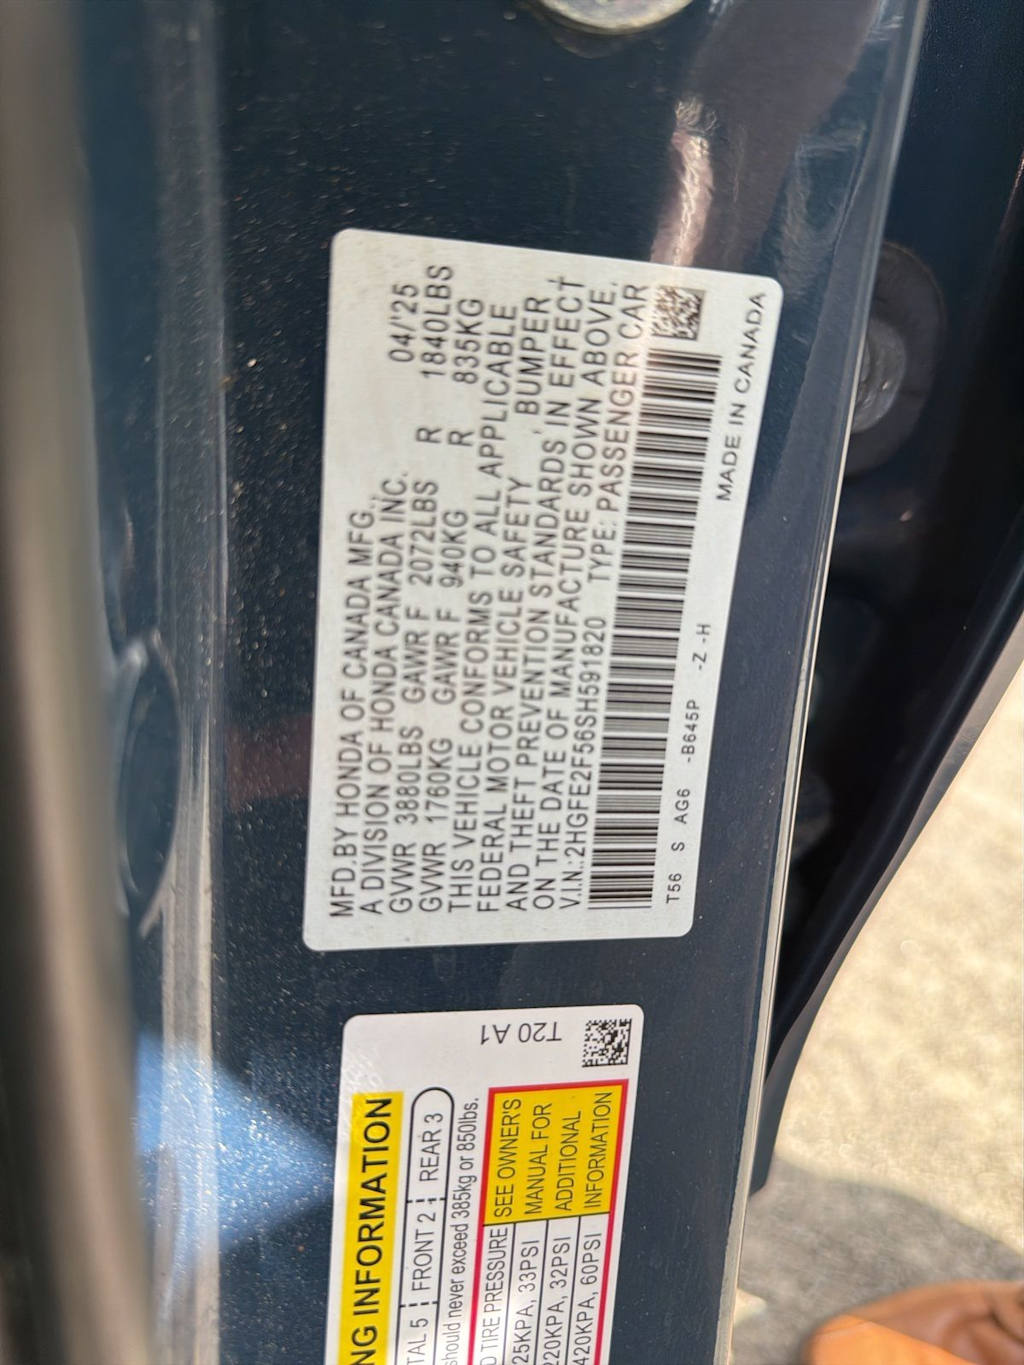 MFD. BY HONDA OF CANADA MFG.,
A DIVISION OF HONDA CANADA INC. 04/'25
GVWR 3880LBS GAWR F 2072LBS R 1840LBS
GVWR 1760KG GAWR F 940KG R 835KG
THIS VEHICLE CONFORMS TO ALL APPLICABLE
FEDERAL MOTOR VEHICLE SAFETY, BUMPER,
AND THEFT PREVENTION STANDARDS IN EFFECT
ON THE DATE OF MANUFACTURE SHOWN ABOVE.
V.I.N.:2HGFE2F56SH591820 TYPE: PASSENGER CAR
T56 S AG6 -B645P -Z -H
MADE IN CANADA
NG INFORMATION
TAL 5 FRONT 2 REAR 3
should never exceed 385kg or 850lbs.
D TIRE PRESSURE SEE OWNER'S
25KPA, 33PSI MANUAL FOR
220KPA, 32PSI ADDITIONAL
420KPA, 60PSI INFORMATION
T20 A1